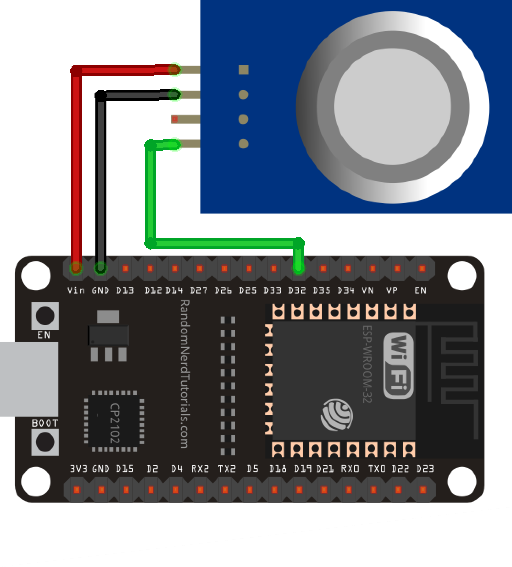 Vin GND D13 D12 D14 D27 D26 D25 D33 D32 D35 D34 VN VP EN
EN
RandomNerdTutorials.com
ESP-WROOM-32
Wi Fi
CP2102
BOOT
3V3 GND D15 D2 D4 RX2 TX2 D5 D18 D19 D21 RX0 TX0 D22 D23